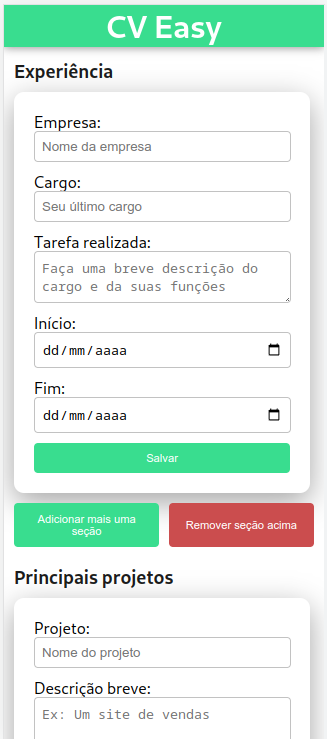 CV Easy
Experiência
Empresa:
Nome da empresa
Cargo:
Seu último cargo
Tarefa realizada:
Faça uma breve descrição do
cargo e da suas funções
Início:
dd/mm/aaaa
Fim:
dd/mm/aaaa
Salvar
Adicionar mais uma
seção
Remover seção acima
Principais projetos
Projeto:
Nome do projeto
Descrição breve:
Ex: Um site de vendas